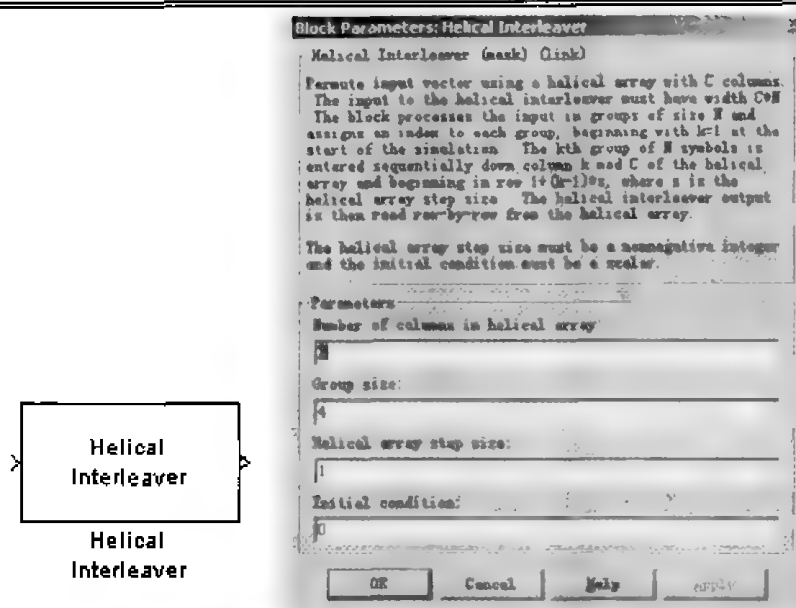 Block Parameters: Helical Interleaver
Helical Interleaver (mask) (link)
Permute input vector using a helical array with C columns.
The input to the helical interleaver must have width C*N
The block processes the input in groups of size N and
assigns an index to each group, beginning with k=1 at the
start of the simulation The kth group of N symbols is
entered sequentially down column k mod C of the helical
array and beginning in row 1+(k-1)*s, where s is the
helical array step size The helical interleaver output
is then read row-by-row from the helical array.
The helical array step size must be a nonnegative integer
and the initial condition must be a scalar.
Parameters
Number of columns in helical array
Group size:
4
Helical array step size:
1
Initial condition:
0
OK Cancel Help Apply
Helical
Interleaver
Helical
Interleaver